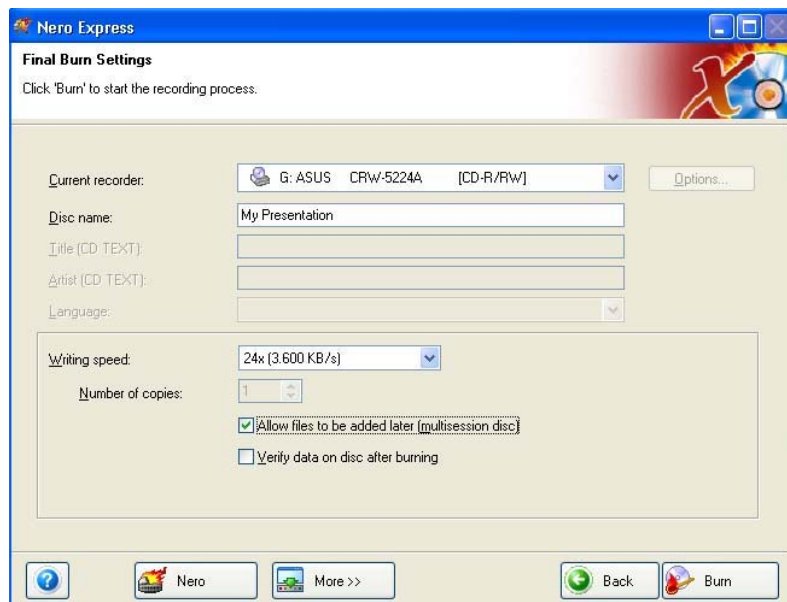 Nero Express
Final Burn Settings
Click 'Burn' to start the recording process.
Current recorder: G: ASUS CRW-5224A [CD-R/RW] Options...
Disc name: My Presentation
Title (CD TEXT):
Artist (CD TEXT):
Language:
Writing speed: 24x (3.600 KB/s)
Number of copies: 1
Allow files to be added later (multisession disc)
Verify data on disc after burning
? Nero More >> Back Burn